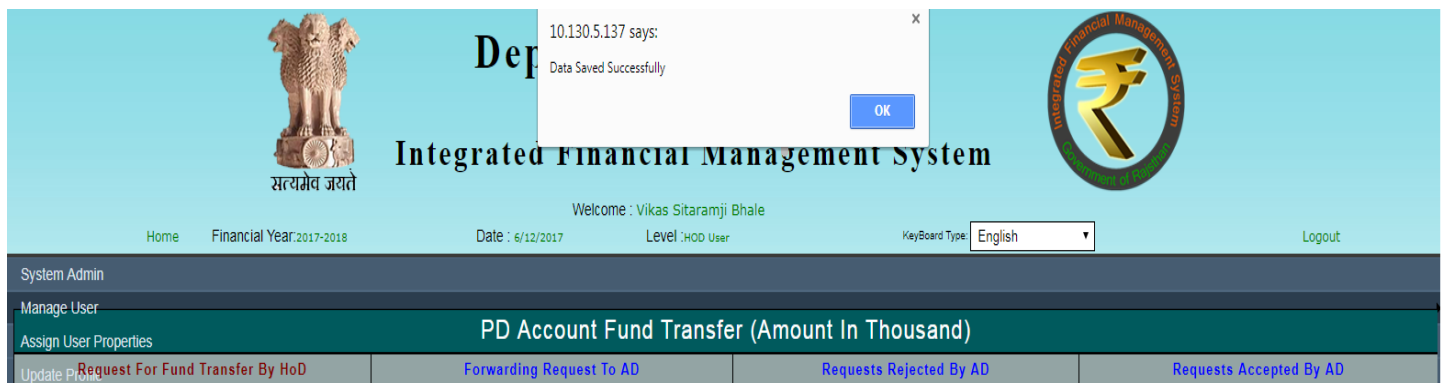 10.130.5.137 says:
x
Data Saved Successfully
OK
Dep
Integrated Financial Management System
Integrated Financial Management System
Government of Rajasthan
सत्यमेव जयते
Welcome : Vikas Sitaramji Bhale
Home Financial Year:2017-2018 Date : 6/12/2017 Level :HOD User KeyBoard Type: English Logout
System Admin
Manage User
PD Account Fund Transfer (Amount In Thousand)
Assign User Properties
Update Profile
Request For Fund Transfer By HoD Forwarding Request To AD Requests Rejected By AD Requests Accepted By AD